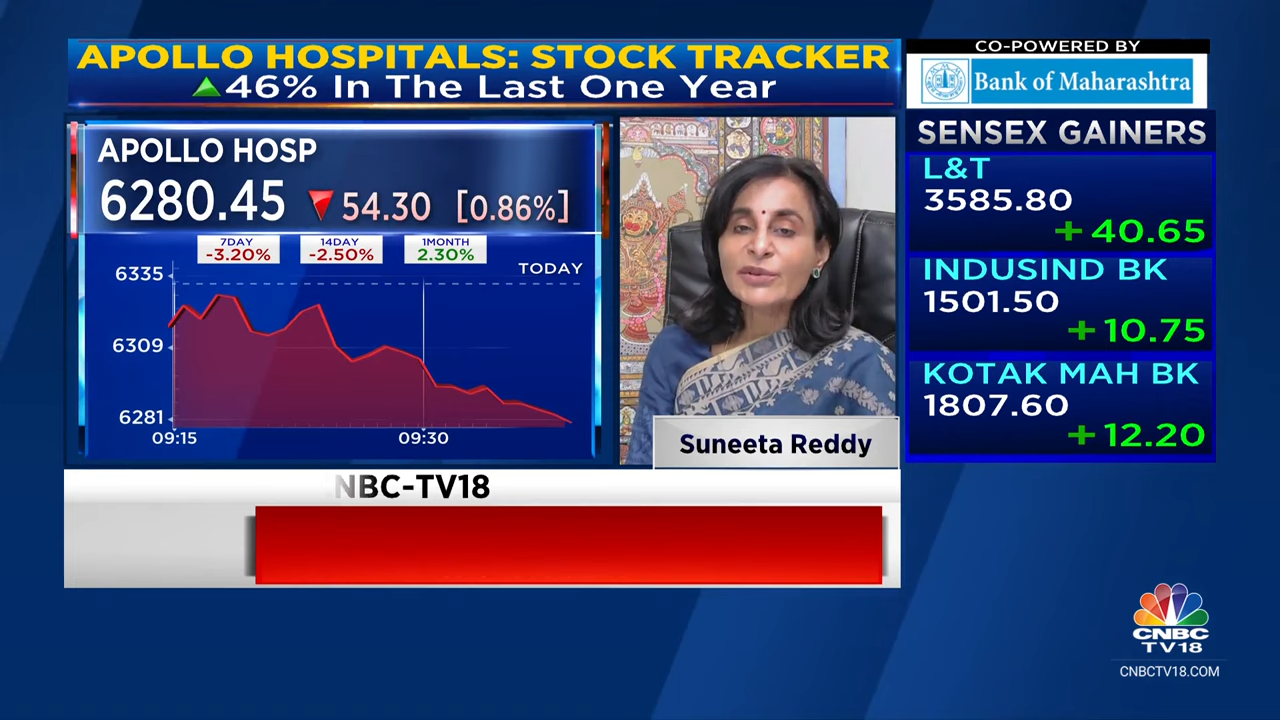 APOLLO HOSPITALS: STOCK TRACKER
▲46% In The Last One Year
APOLLO HOSP
6280.45 ▼ 54.30 [0.86%]
7DAY
-3.20%
14DAY
-2.50%
1MONTH
2.30%
TODAY
6335
6309
6281
09:15
09:30
Suneeta Reddy
NBC-TV18
CO-POWERED BY
Bank of Maharashtra
SENSEX GAINERS
L&T
3585.80
+ 40.65
INDUSIND BK
1501.50
+ 10.75
KOTAK MAH BK
1807.60
+ 12.20
CNBC
TV18
CNBCTV18.COM